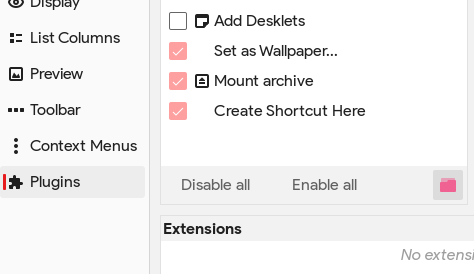 Display
List Columns
Preview
Toolbar
Context Menus
Plugins
Add Desklets
Set as Wallpaper...
Mount archive
Create Shortcut Here
Disable all
Enable all
Extensions
No extensi